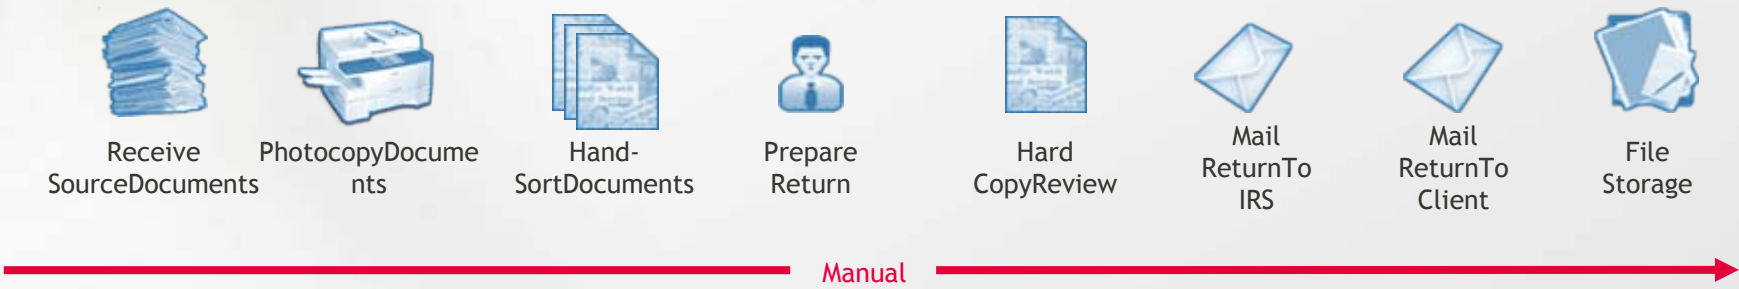 Receive
SourceDocuments
PhotocopyDocume
nts
Hand-
SortDocuments
Prepare
Return
Hard
CopyReview
Mail
ReturnTo
IRS
Mail
ReturnTo
Client
File
Storage
Manual